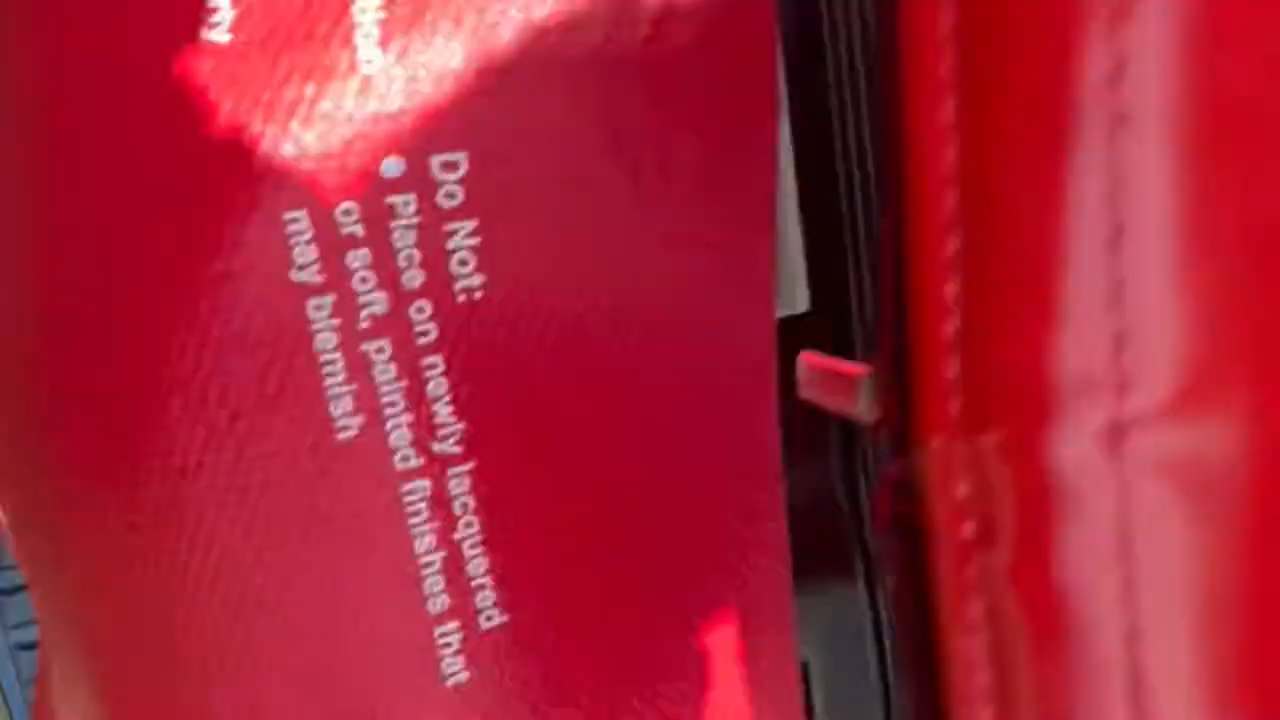 Do Not:
• Place on newly lacquered
or soft, painted finishes that
may blemish